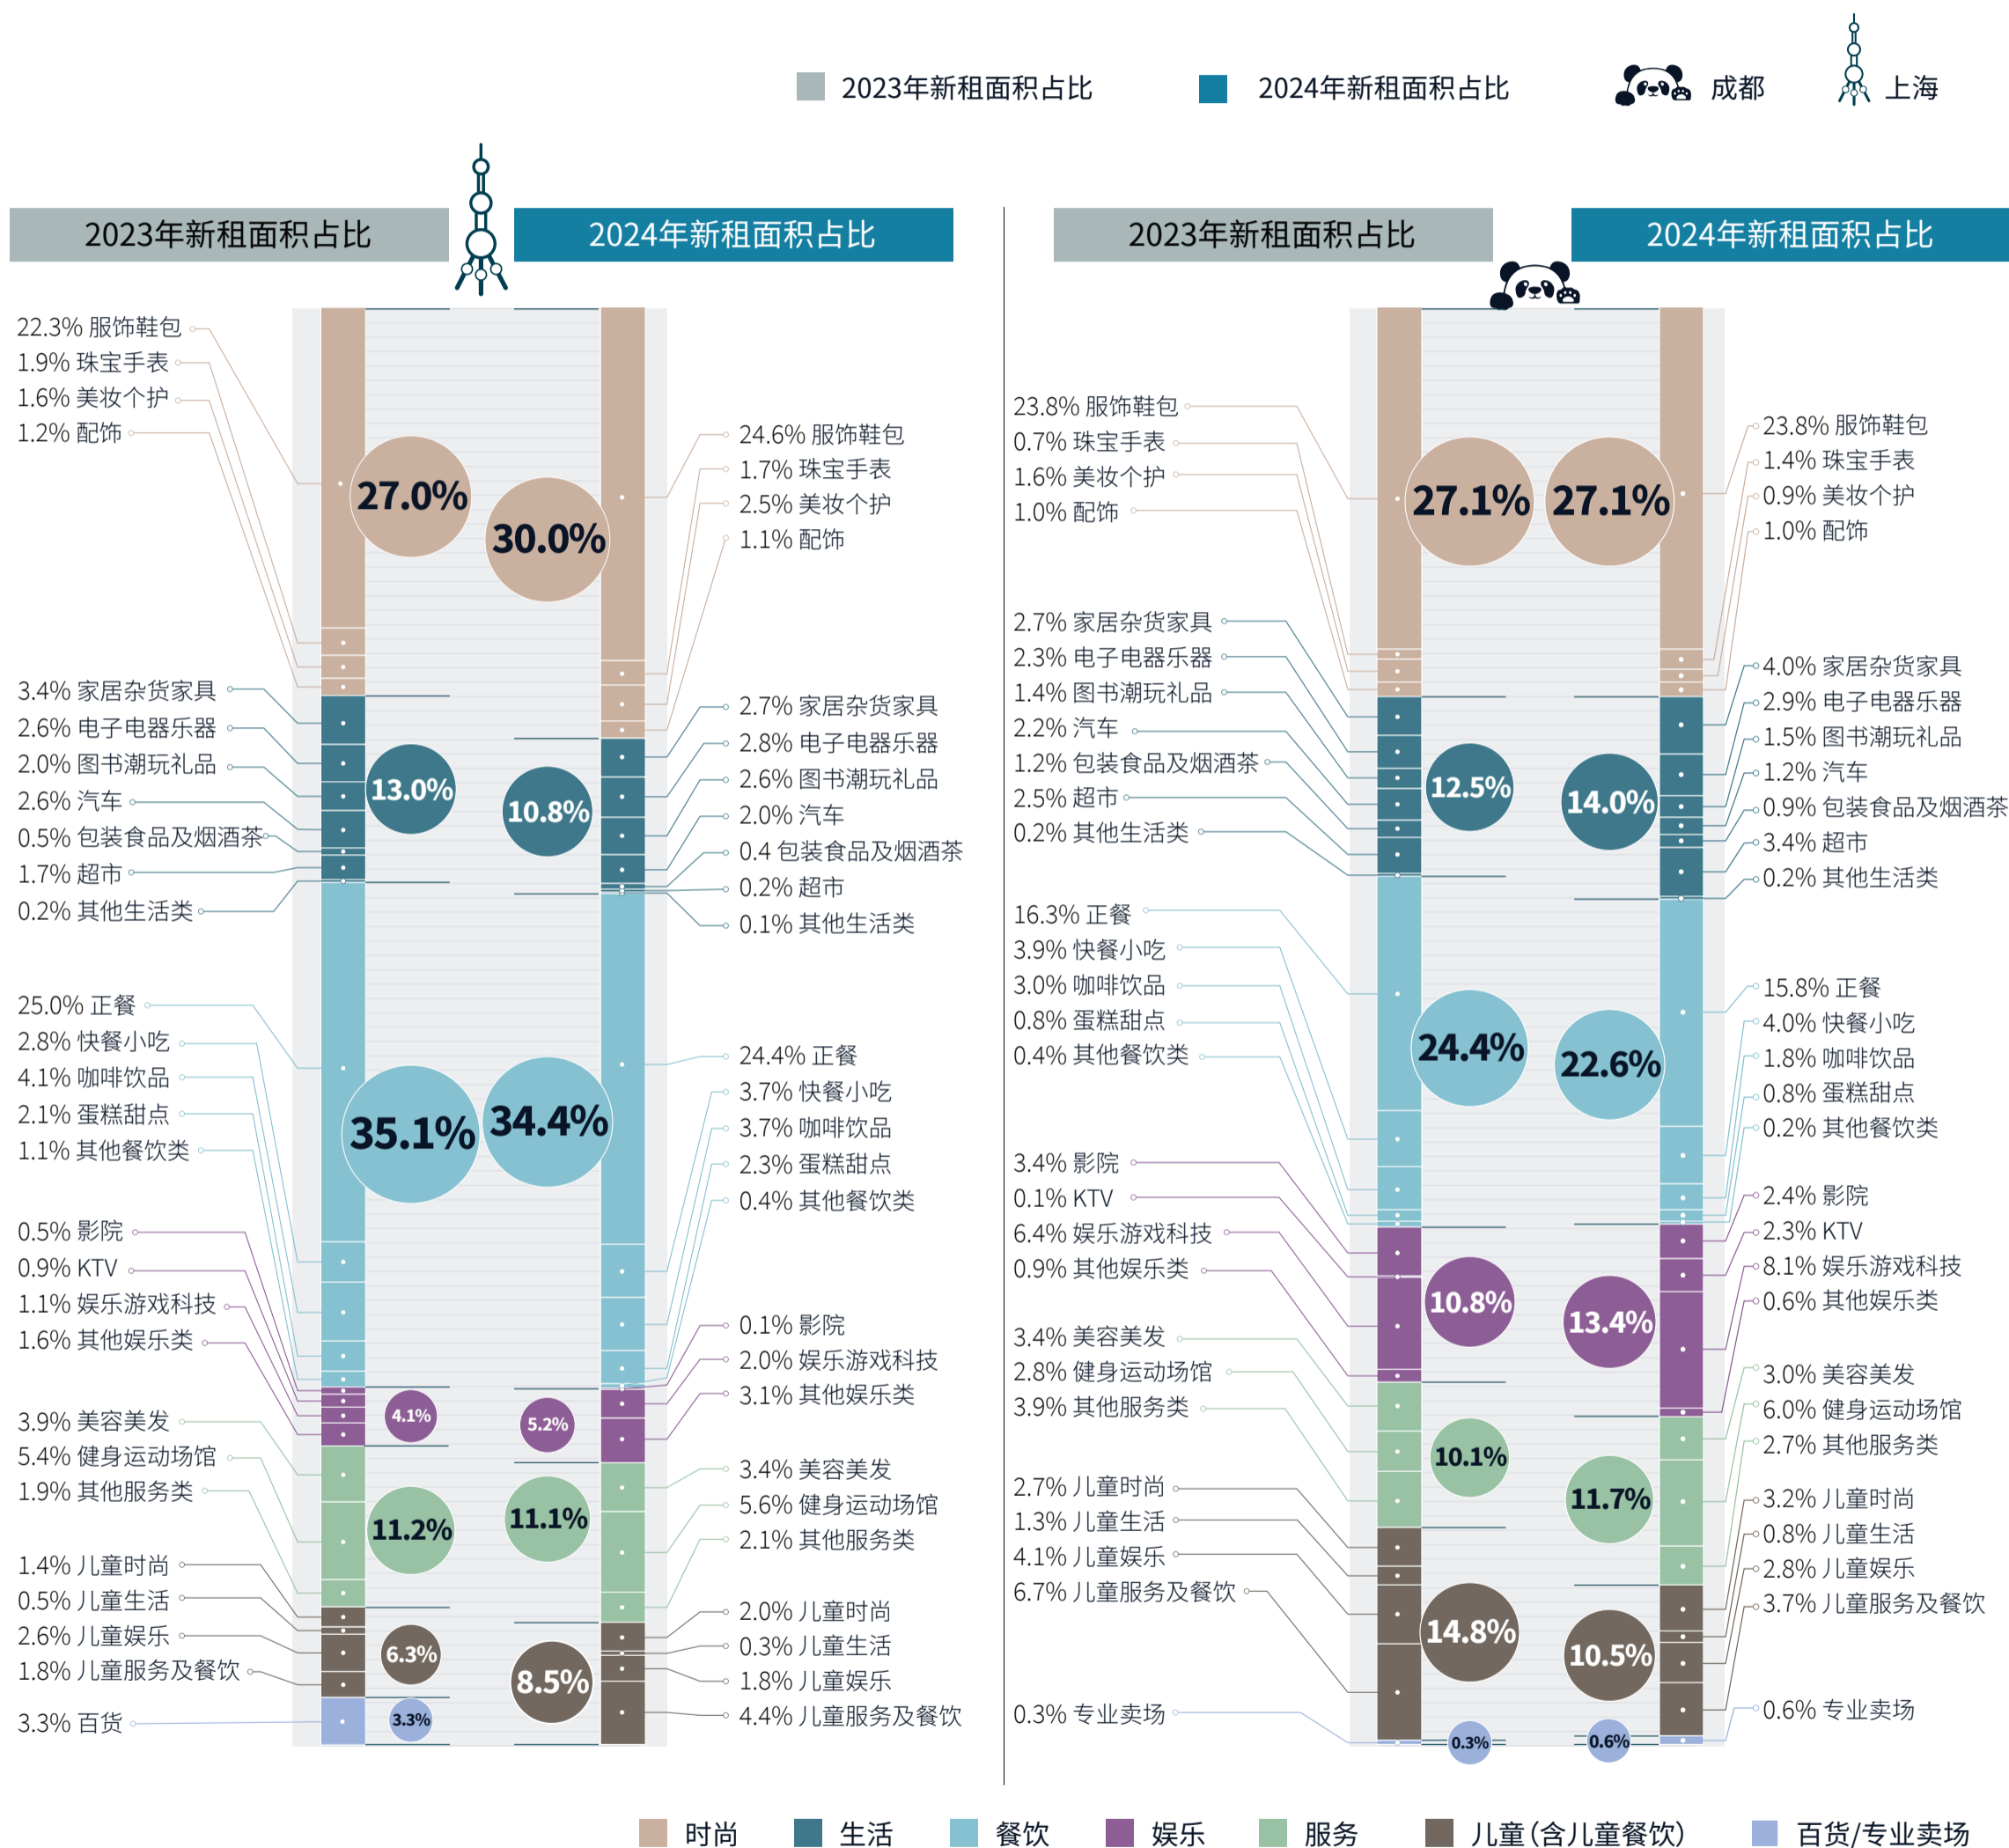 2023年新租面积占比
2024年新租面积占比
成都
上海
2023年新租面积占比
2024年新租面积占比
22.3% 服饰鞋包
1.9% 珠宝手表
1.6% 美妆个护
1.2% 配饰
3.4% 家居杂货家具
2.6% 电子电器乐器
2.0% 图书潮玩礼品
2.6% 汽车
0.5% 包装食品及烟酒茶
1.7% 超市
0.2% 其他生活类
25.0% 正餐
2.8% 快餐小吃
4.1% 咖啡饮品
2.1% 蛋糕甜点
1.1% 其他餐饮类
0.5% 影院
0.9% KTV
1.1% 娱乐游戏科技
1.6% 其他娱乐类
3.9% 美容美发
5.4% 健身运动场馆
1.9% 其他服务类
1.4% 儿童时尚
0.5% 儿童生活
2.6% 儿童娱乐
1.8% 儿童服务及餐饮
3.3% 百货
27.0%
13.0%
35.1%
4.1%
11.2%
6.3%
3.3%
30.0%
10.8%
34.4%
5.2%
11.1%
8.5%
24.6% 服饰鞋包
1.7% 珠宝手表
2.5% 美妆个护
1.1% 配饰
2.7% 家居杂货家具
2.8% 电子电器乐器
2.6% 图书潮玩礼品
2.0% 汽车
0.4 包装食品及烟酒茶
0.2% 超市
0.1% 其他生活类
24.4% 正餐
3.7% 快餐小吃
3.7% 咖啡饮品
2.3% 蛋糕甜点
0.4% 其他餐饮类
0.1% 影院
2.0% 娱乐游戏科技
3.1% 其他娱乐类
3.4% 美容美发
5.6% 健身运动场馆
2.1% 其他服务类
2.0% 儿童时尚
0.3% 儿童生活
1.8% 儿童娱乐
4.4% 儿童服务及餐饮
2023年新租面积占比
2024年新租面积占比
23.8% 服饰鞋包
0.7% 珠宝手表
1.6% 美妆个护
1.0% 配饰
2.7% 家居杂货家具
2.3% 电子电器乐器
1.4% 图书潮玩礼品
2.2% 汽车
1.2% 包装食品及烟酒茶
2.5% 超市
0.2% 其他生活类
16.3% 正餐
3.9% 快餐小吃
3.0% 咖啡饮品
0.8% 蛋糕甜点
0.4% 其他餐饮类
3.4% 影院
0.1% KTV
6.4% 娱乐游戏科技
0.9% 其他娱乐类
3.4% 美容美发
2.8% 健身运动场馆
3.9% 其他服务类
2.7% 儿童时尚
1.3% 儿童生活
4.1% 儿童娱乐
6.7% 儿童服务及餐饮
0.3% 专业卖场
27.1%
12.5%
24.4%
10.8%
10.1%
14.8%
0.3%
27.1%
14.0%
22.6%
13.4%
11.7%
10.5%
0.6%
23.8% 服饰鞋包
1.4% 珠宝手表
0.9% 美妆个护
1.0% 配饰
4.0% 家居杂货家具
2.9% 电子电器乐器
1.5% 图书潮玩礼品
1.2% 汽车
0.9% 包装食品及烟酒茶
3.4% 超市
0.2% 其他生活类
15.8% 正餐
4.0% 快餐小吃
1.8% 咖啡饮品
0.8% 蛋糕甜点
0.2% 其他餐饮类
2.4% 影院
2.3% KTV
8.1% 娱乐游戏科技
0.6% 其他娱乐类
3.0% 美容美发
6.0% 健身运动场馆
2.7% 其他服务类
3.2% 儿童时尚
0.8% 儿童生活
2.8% 儿童娱乐
3.7% 儿童服务及餐饮
0.6% 专业卖场
时尚
生活
餐饮
娱乐
服务
儿童（含儿童餐饮）
百货/专业卖场